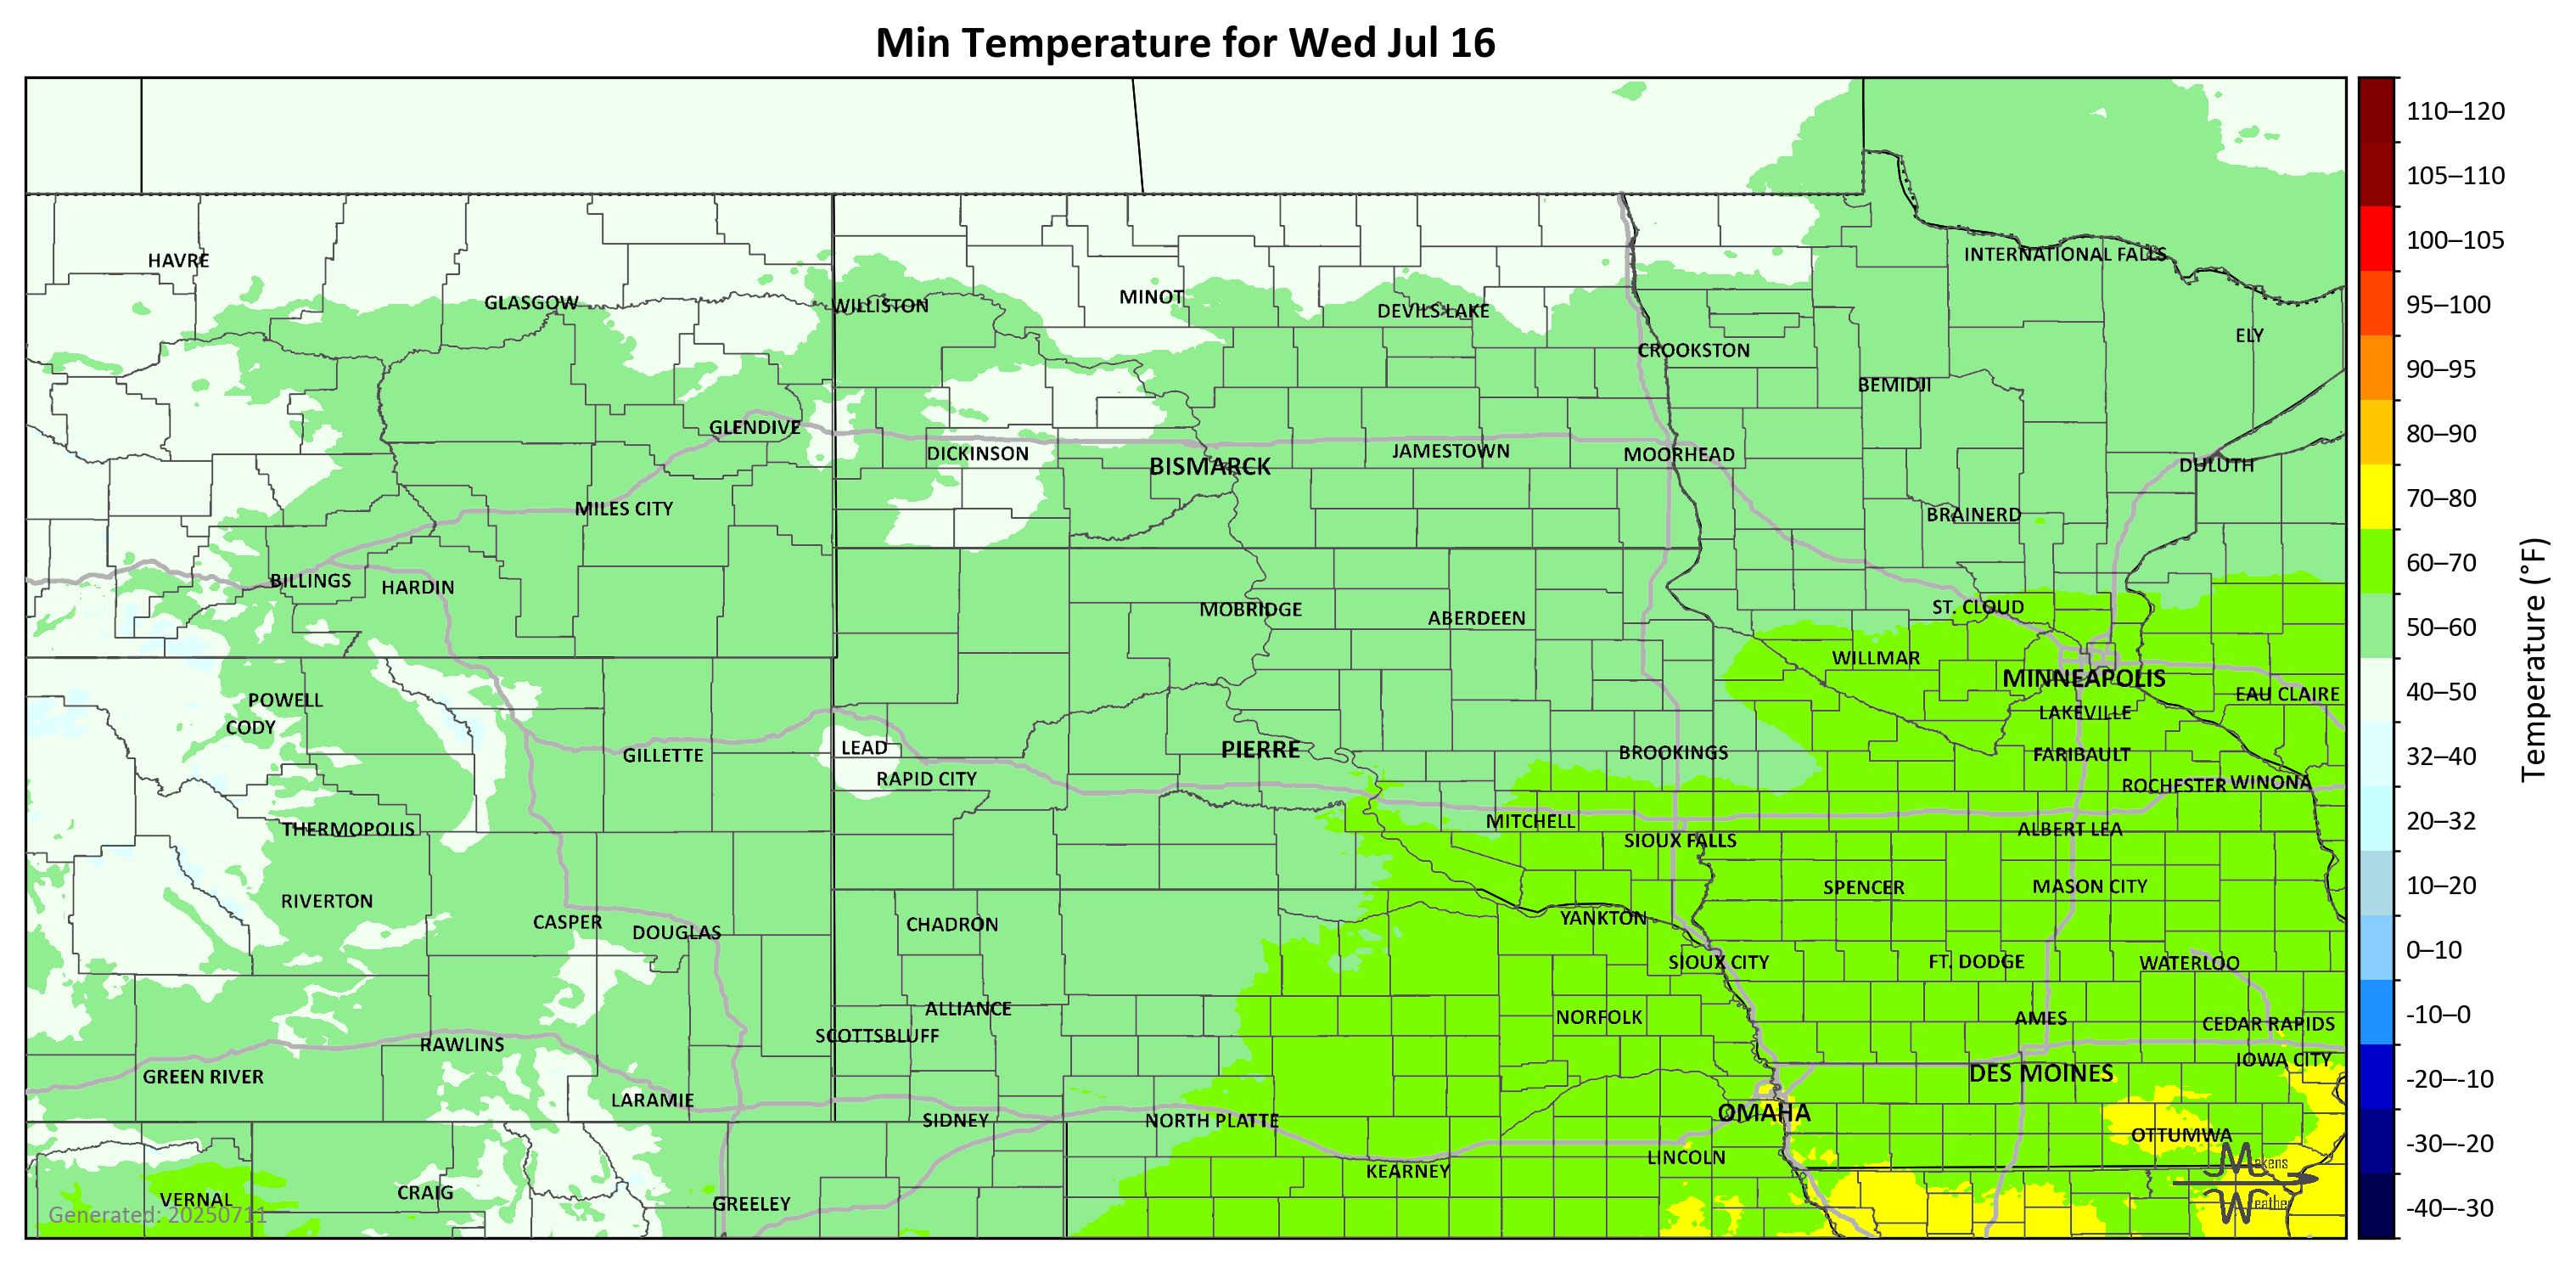 Min Temperature for Wed Jul 16
110–120
105–110
100–105
95–100
90–95
80–90
70–80
60–70
50–60
40–50
32–40
20–32
10–20
0–10
-10–0
-20–-10
-30–-20
-40–-30
Temperature (°F)
HAVRE
INTERNATIONAL FALLS
GLASGOW
WILLISTON
MINOT
DEVILS LAKE
ELY
CROOKSTON
BEMIDJI
GLENDIVE
DICKINSON
BISMARCK
JAMESTOWN
MOORHEAD
DULUTH
MILES CITY
BRAINERD
BILLINGS
HARDIN
MOBRIDGE
ABERDEEN
ST. CLOUD
WILLMAR
MINNEAPOLIS
EAU CLAIRE
POWELL
CODY
LAKEVILLE
GILLETTE
LEAD
PIERRE
BROOKINGS
FARIBAULT
RAPID CITY
ROCHESTER
WINONA
THERMOPOLIS
MITCHELL
ALBERT LEA
SIOUX FALLS
RIVERTON
SPENCER
MASON CITY
CASPER
DOUGLAS
CHADRON
YANKTON
SIOUX CITY
FT. DODGE
WATERLOO
ALLIANCE
NORFOLK
AMES
CEDAR RAPIDS
SCOTTSBLUFF
RAWLINS
IOWA CITY
GREEN RIVER
DES MOINES
LARAMIE
SIDNEY
NORTH PLATTE
OMAHA
OTTUMWA
KEARNEY
LINCOLN
VERNAL
CRAIG
GREELEY
Generated: 20250711
Makens
Weather